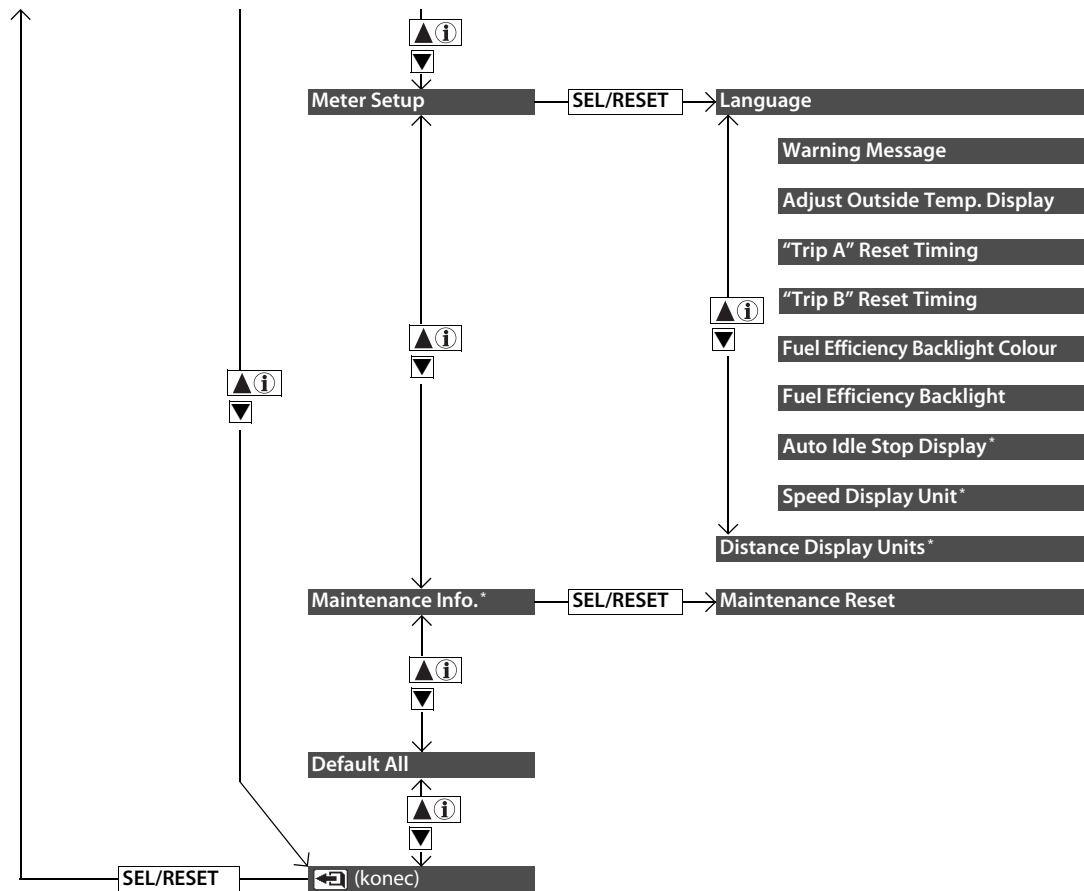 ▲ⓘ
▼
Meter Setup
SEL/RESET
Language
Warning Message
Adjust Outside Temp. Display
“Trip A” Reset Timing
“Trip B” Reset Timing
▲ⓘ
▼
Fuel Efficiency Backlight Colour
▲ⓘ
▼
Fuel Efficiency Backlight
▲ⓘ
▼
Auto Idle Stop Display*
Speed Display Unit*
Distance Display Units*
Maintenance Info.*
SEL/RESET
Maintenance Reset
▲ⓘ
▼
Default All
▲ⓘ
▼
SEL/RESET
(konec)